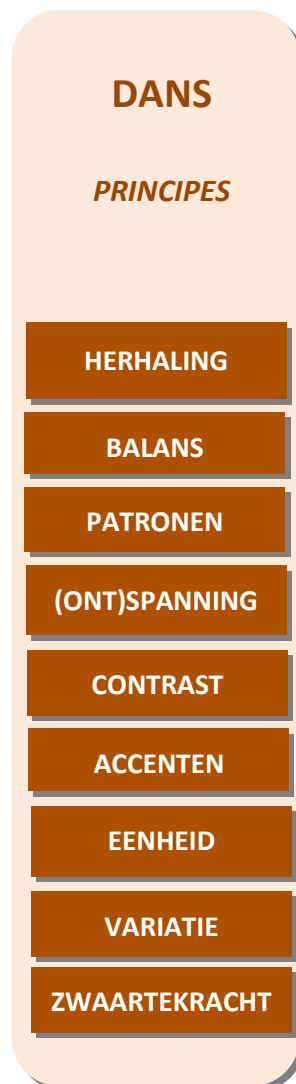 DANS
PRINCIPES
HERHALING
BALANS
PATRONEN
(ONT)SPANNING
CONTRAST
ACCENTEN
EENHEID
VARIATIE
ZWAARTEKRACHT